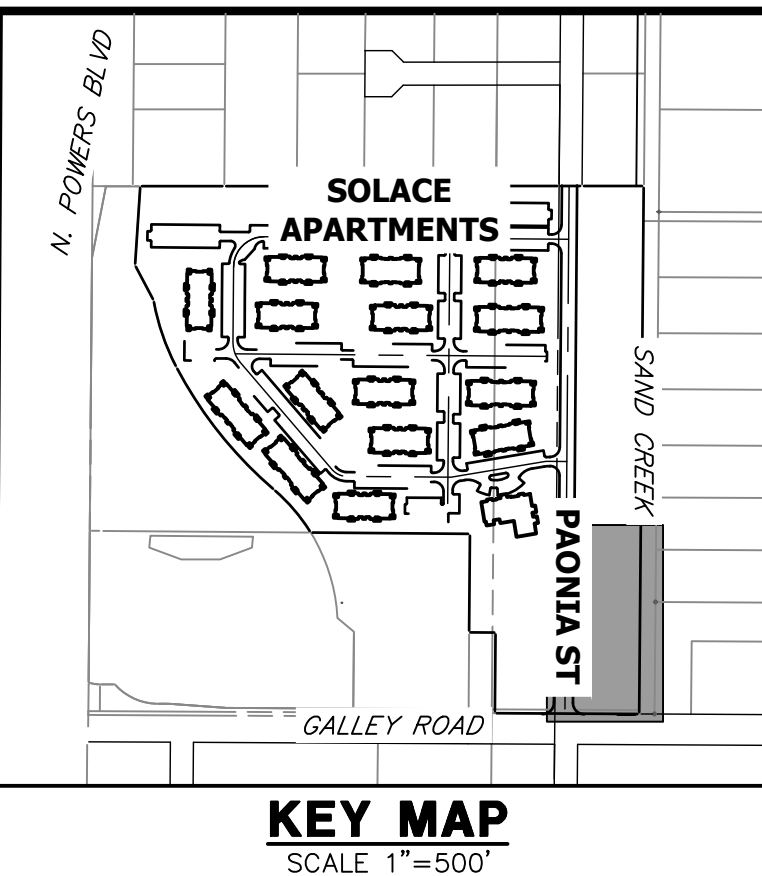 N. POWERS BLVD
SOLACE
APARTMENTS
SAND CREEK
PAONIA ST
GALLEY ROAD
KEY MAP
SCALE 1"=500'